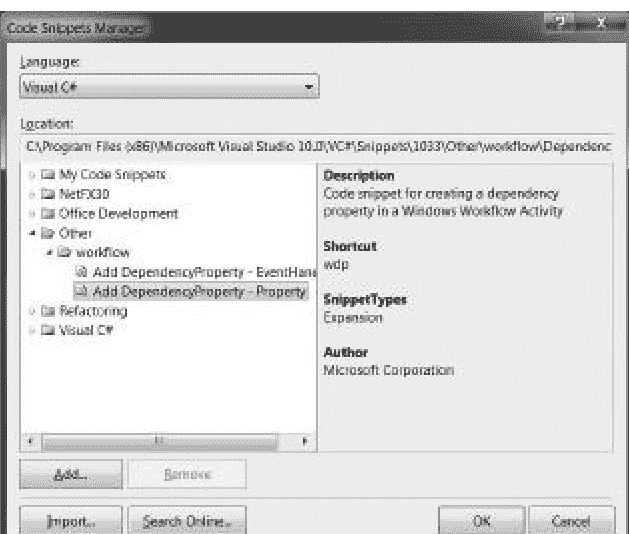 Code Snippets Manager
Language:
Visual C#
Location:
C:\Program Files (x86)\Microsoft Visual Studio 10.0\VC#\Snippets\1033\Other\workflow\Dependenc
My Code Snippets
NetFX30
Office Development
Other
workflow
Add DependencyProperty - EventHane
Add DependencyProperty - Property
Refactoring
Visual C#
Description
Code snippet for creating a dependency
property in a Windows Workflow Activity
Shortcut
wdp
SnippetTypes
Expansion
Author
Microsoft Corporation
Add... Remove
Import... Search Online... OK Cancel